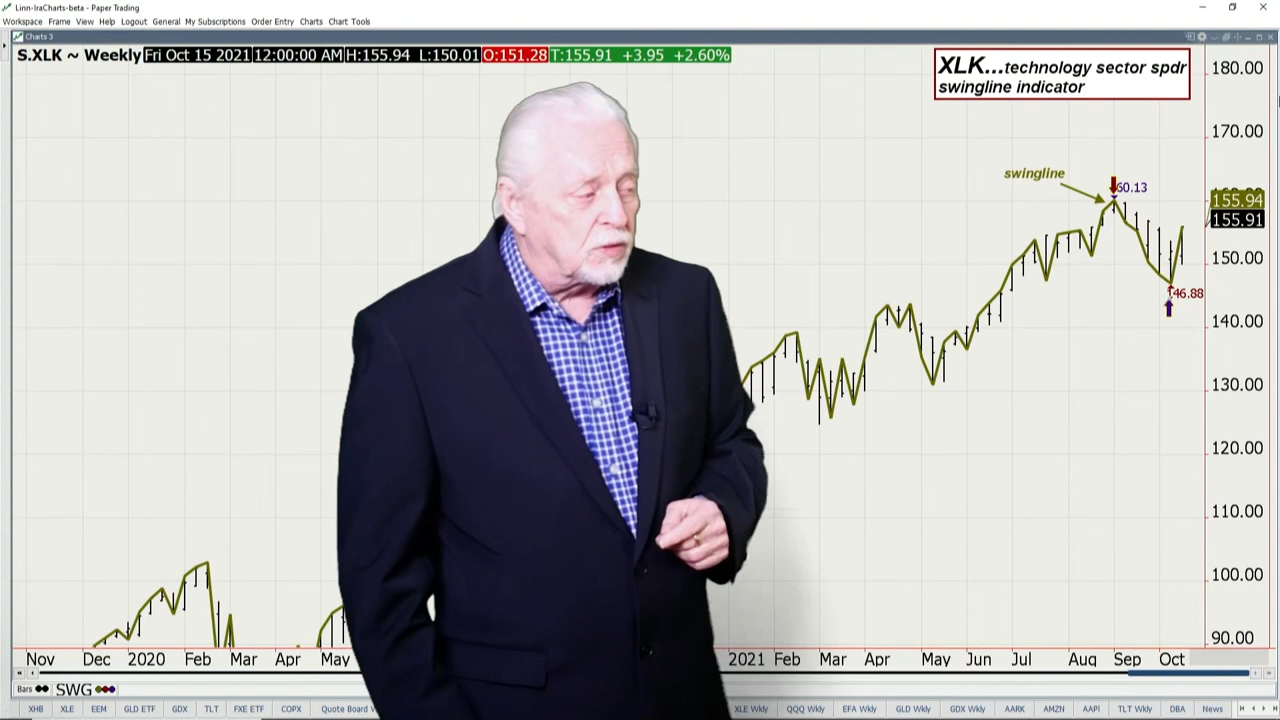 Linn-IraCharts-beta - Paper Trading
Workspace Frame View Help Logout General My Subscriptions Order Entry Charts Chart Tools
Charts 3
S.XLK ~ Weekly Fri Oct 15 2021 12:00:00 AM H:155.94 L:150.01 O:151.28 T:155.91 +3.95 +2.60%
XLK...technology sector spdr
swingline indicator
180.00
170.00
swingline
60.13
155.94
155.91
150.00
46.88
140.00
130.00
120.00
110.00
100.00
90.00
Nov Dec 2020 Feb Mar Apr May 2021 Feb Mar Apr May Jun Jul Aug Sep Oct
Bars SWG
XHB XLE EEM GLD ETF GDX TLT FXE ETF COPX Quote Board XLE Wkly QQQ Wkly EFA Wkly GLD Wkly GDX Wkly AARK AMZN AAPl TLT Wkly DBA News